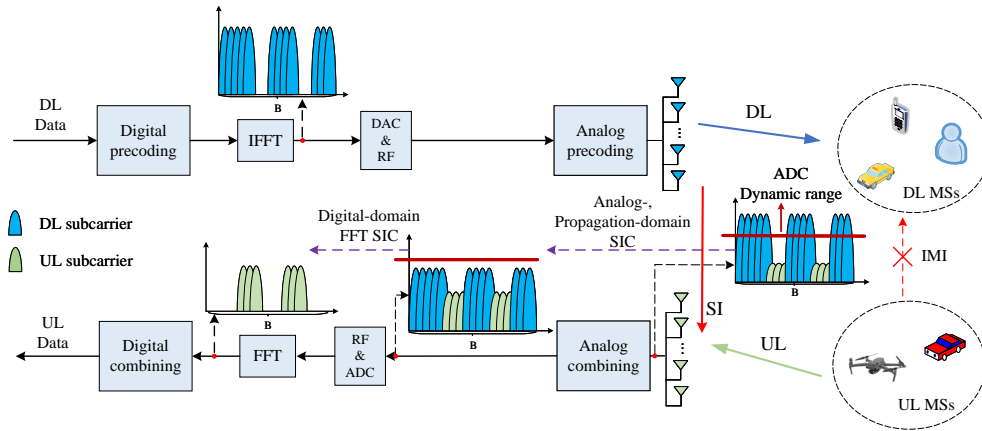 B
DL
Data
Digital
precoding
IFFT
DAC
&
RF
Analog
precoding
DL
DL MSs
ADC
Dynamic range
DL subcarrier
UL subcarrier
Digital-domain
FFT SIC
Analog-,
Propagation-domain
SIC
IMI
B
B
B
SI
UL
UL
Data
Digital
combining
FFT
RF
&
ADC
Analog
combining
UL MSs